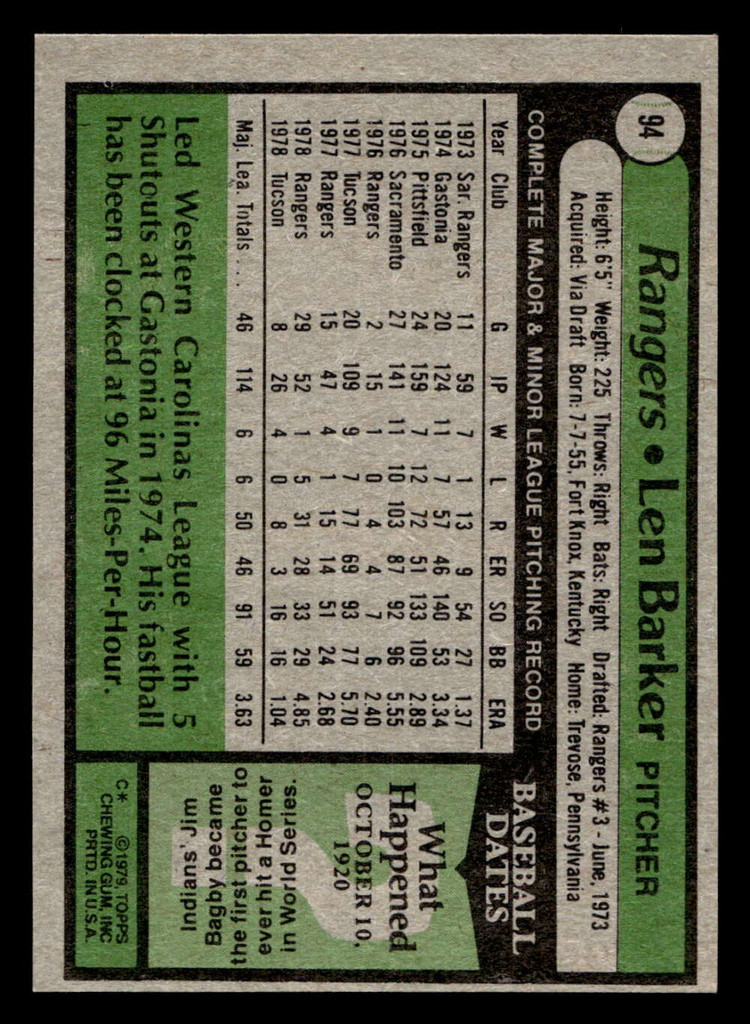 94
Rangers • Len Barker PITCHER
Height: 6'5" Weight: 225 Throws: Right Bats: Right Drafted: Rangers #3 - June, 1973
Acquired: Via Draft Born: 7-7-55, Fort Knox, Kentucky Home: Trevose, Pennsylvania
COMPLETE MAJOR & MINOR LEAGUE PITCHING RECORD
Year Club G IP W L R ER SO BB ERA
1973 Sar. Rangers 11 59 7 1 13 9 54 27 1.37
1974 Gastonia 20 124 11 7 57 46 140 53 3.34
1975 Pittsfield 24 159 7 12 72 51 133 109 2.89
1976 Sacramento 27 141 11 10 103 87 92 96 5.55
1976 Rangers 2 15 1 0 4 4 7 6 2.40
1977 Tucson 20 109 9 7 77 69 93 77 5.70
1977 Rangers 15 47 4 1 15 14 51 24 2.68
1978 Rangers 29 52 1 5 31 28 33 29 4.85
1978 Tucson 8 26 4 0 8 3 16 16 1.04
Maj. Lea. Totals . . . 46 114 6 6 50 46 91 59 3.63
Led Western Carolinas League with 5
Shutouts at Gastonia in 1974. His fastball
has been clocked at 96 Miles-Per-Hour.
BASEBALL
DATES
What
Happened
OCTOBER 10,
1920
?
Indians' Jim
Bagby became
the first pitcher to
ever hit a Homer
in World Series.
C* ©1979, TOPPS
CHEWING GUM, INC
PRTD. IN U.S.A.